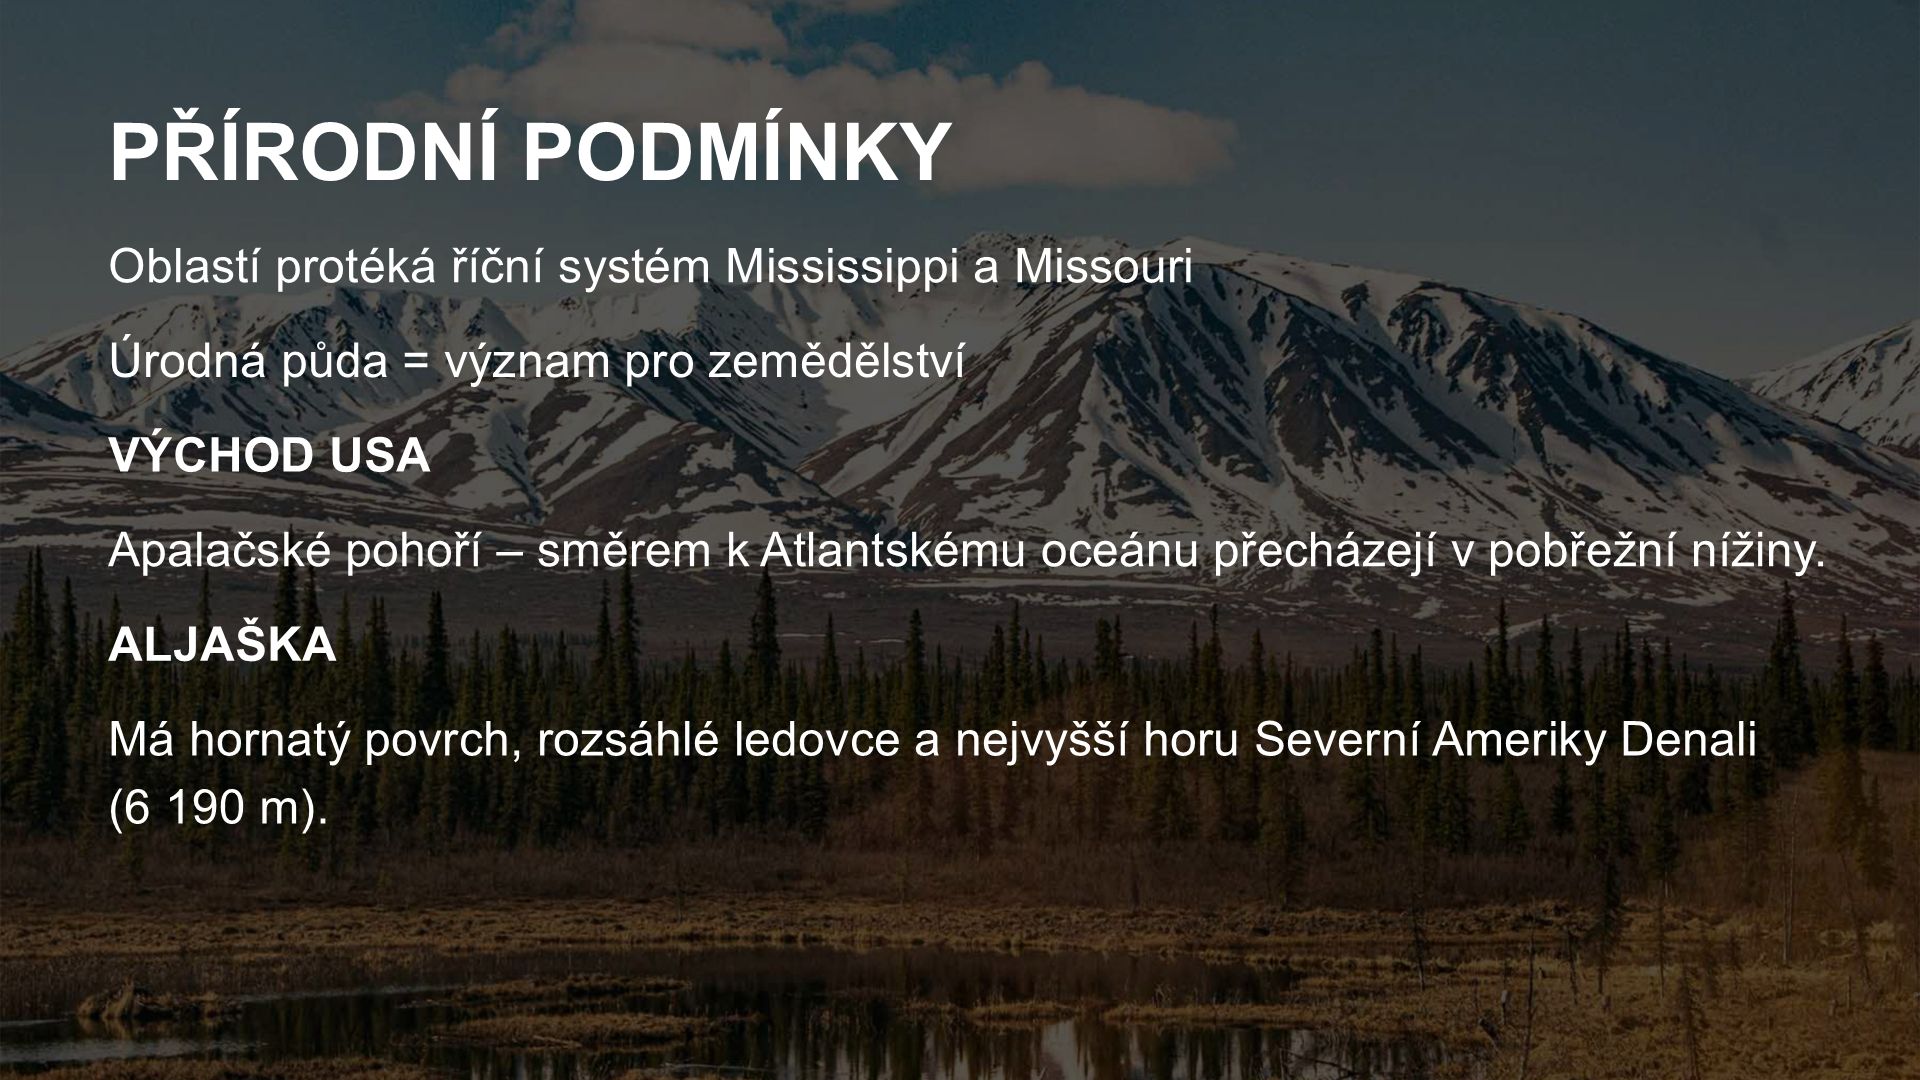 PŘÍRODNÍ PODMÍNKY
Oblastí protéká říční systém Mississippi a Missouri
Úrodná půda = význam pro zemědělství
VÝCHOD USA
Apalačské pohoří – směrem k Atlantskému oceánu přecházejí v pobřežní nížiny.
ALJAŠKA
Má hornatý povrch, rozsáhlé ledovce a nejvyšší horu Severní Ameriky Denali
(6 190 m).